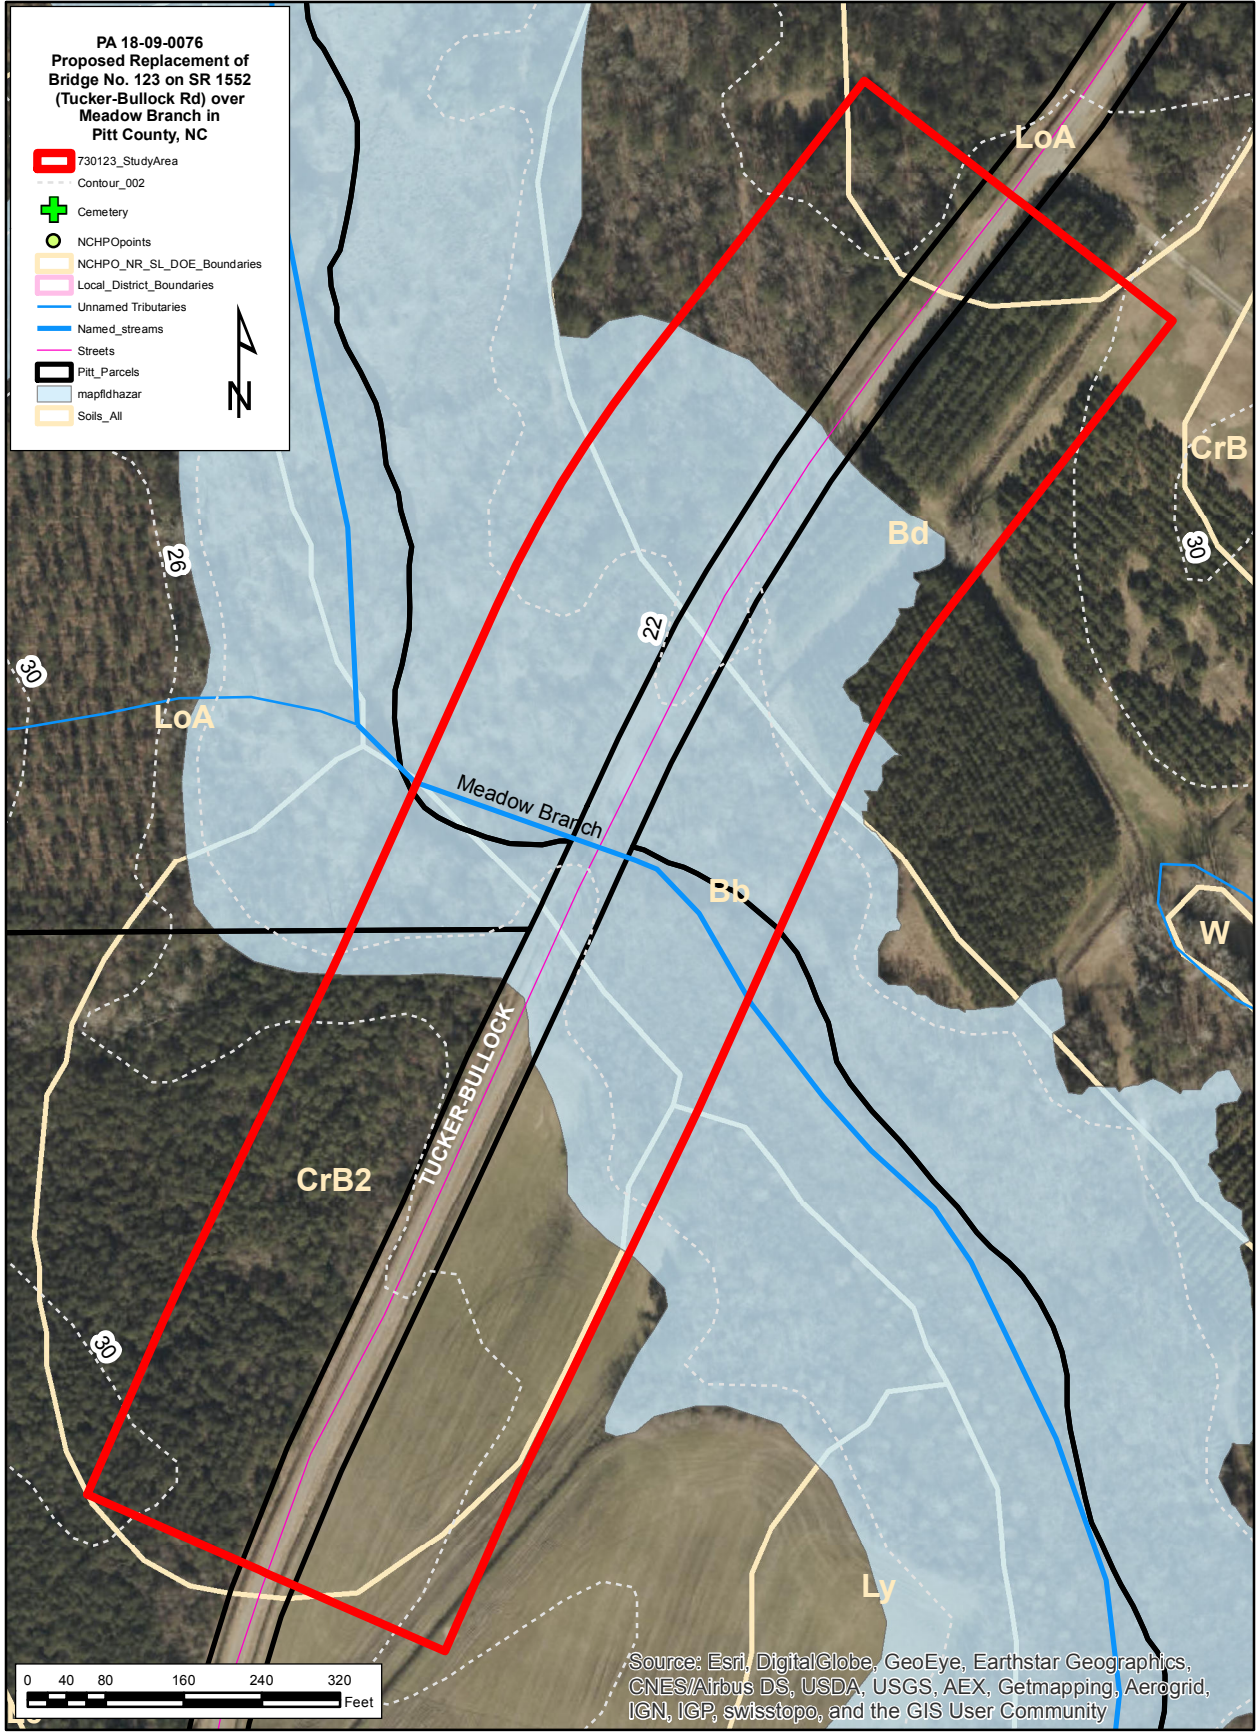 PA 18-09-0076
Proposed Replacement of
Bridge No. 123 on SR 1552
(Tucker-Bullock Rd) over
Meadow Branch in
Pitt County, NC
730123_StudyArea
Contour_002
Cemetery
NCHPOpoints
NCHPO_NR_SL_DOE_Boundaries
Local_District_Boundaries
Unnamed Tributaries
Named_streams
Streets
Pitt_Parcels
mapfldhazar
Soils_All
N
LoA
CrB
Bd
30
26
22
30
LoA
Meadow Branch
Bb
W
TUCKER-BULLOCK
CrB2
30
Ly
0 40 80 160 240 320
Feet
Source: Esri, DigitalGlobe, GeoEye, Earthstar Geographics,
CNES/Airbus DS, USDA, USGS, AEX, Getmapping, Aerogrid,
IGN, IGP, swisstopo, and the GIS User Community